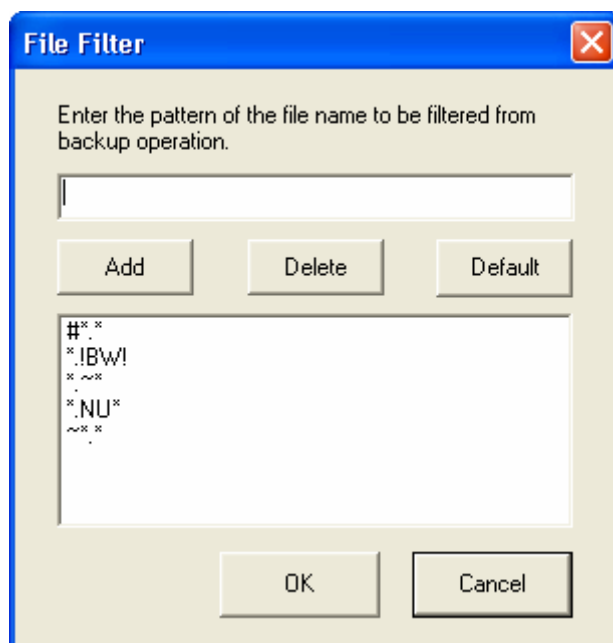 File Filter
Enter the pattern of the file name to be filtered from
backup operation.
Add Delete Default
#*.*
*.!BW!
*.~*
*.NU*
~*.*
OK Cancel